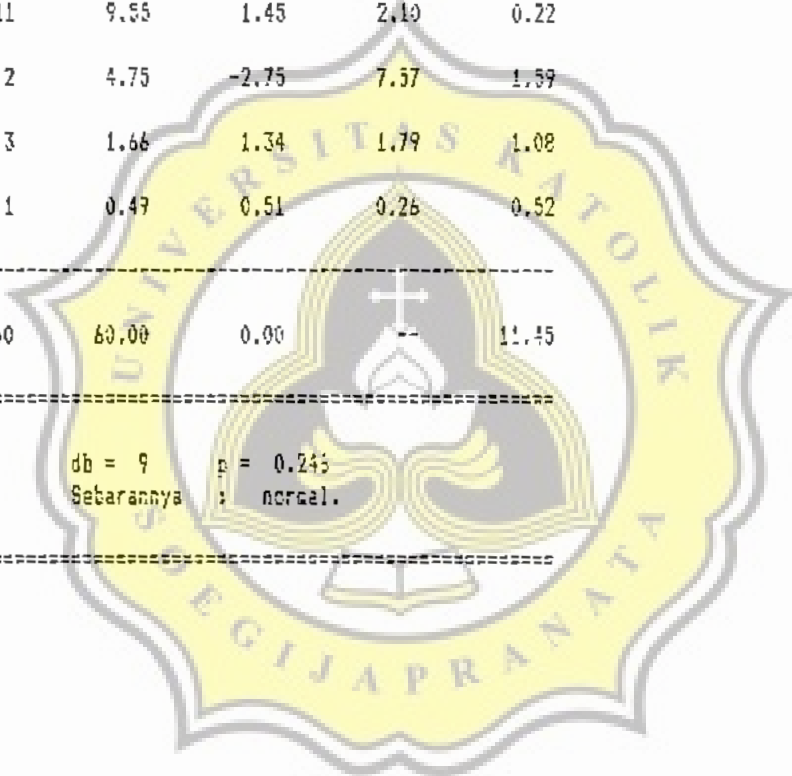 11 9.55 1.45 2.10 0.22
2 4.75 -2.75 7.57 1.59
3 1.66 1.34 1.79 1.08
1 0.49 0.51 0.26 0.52
60.00 0.00 -- 11.45
db = 9 p = 0.245
Sebarannya : normal.
UNIVERSITAS KATOLIK
SOEGIJAPRANATA